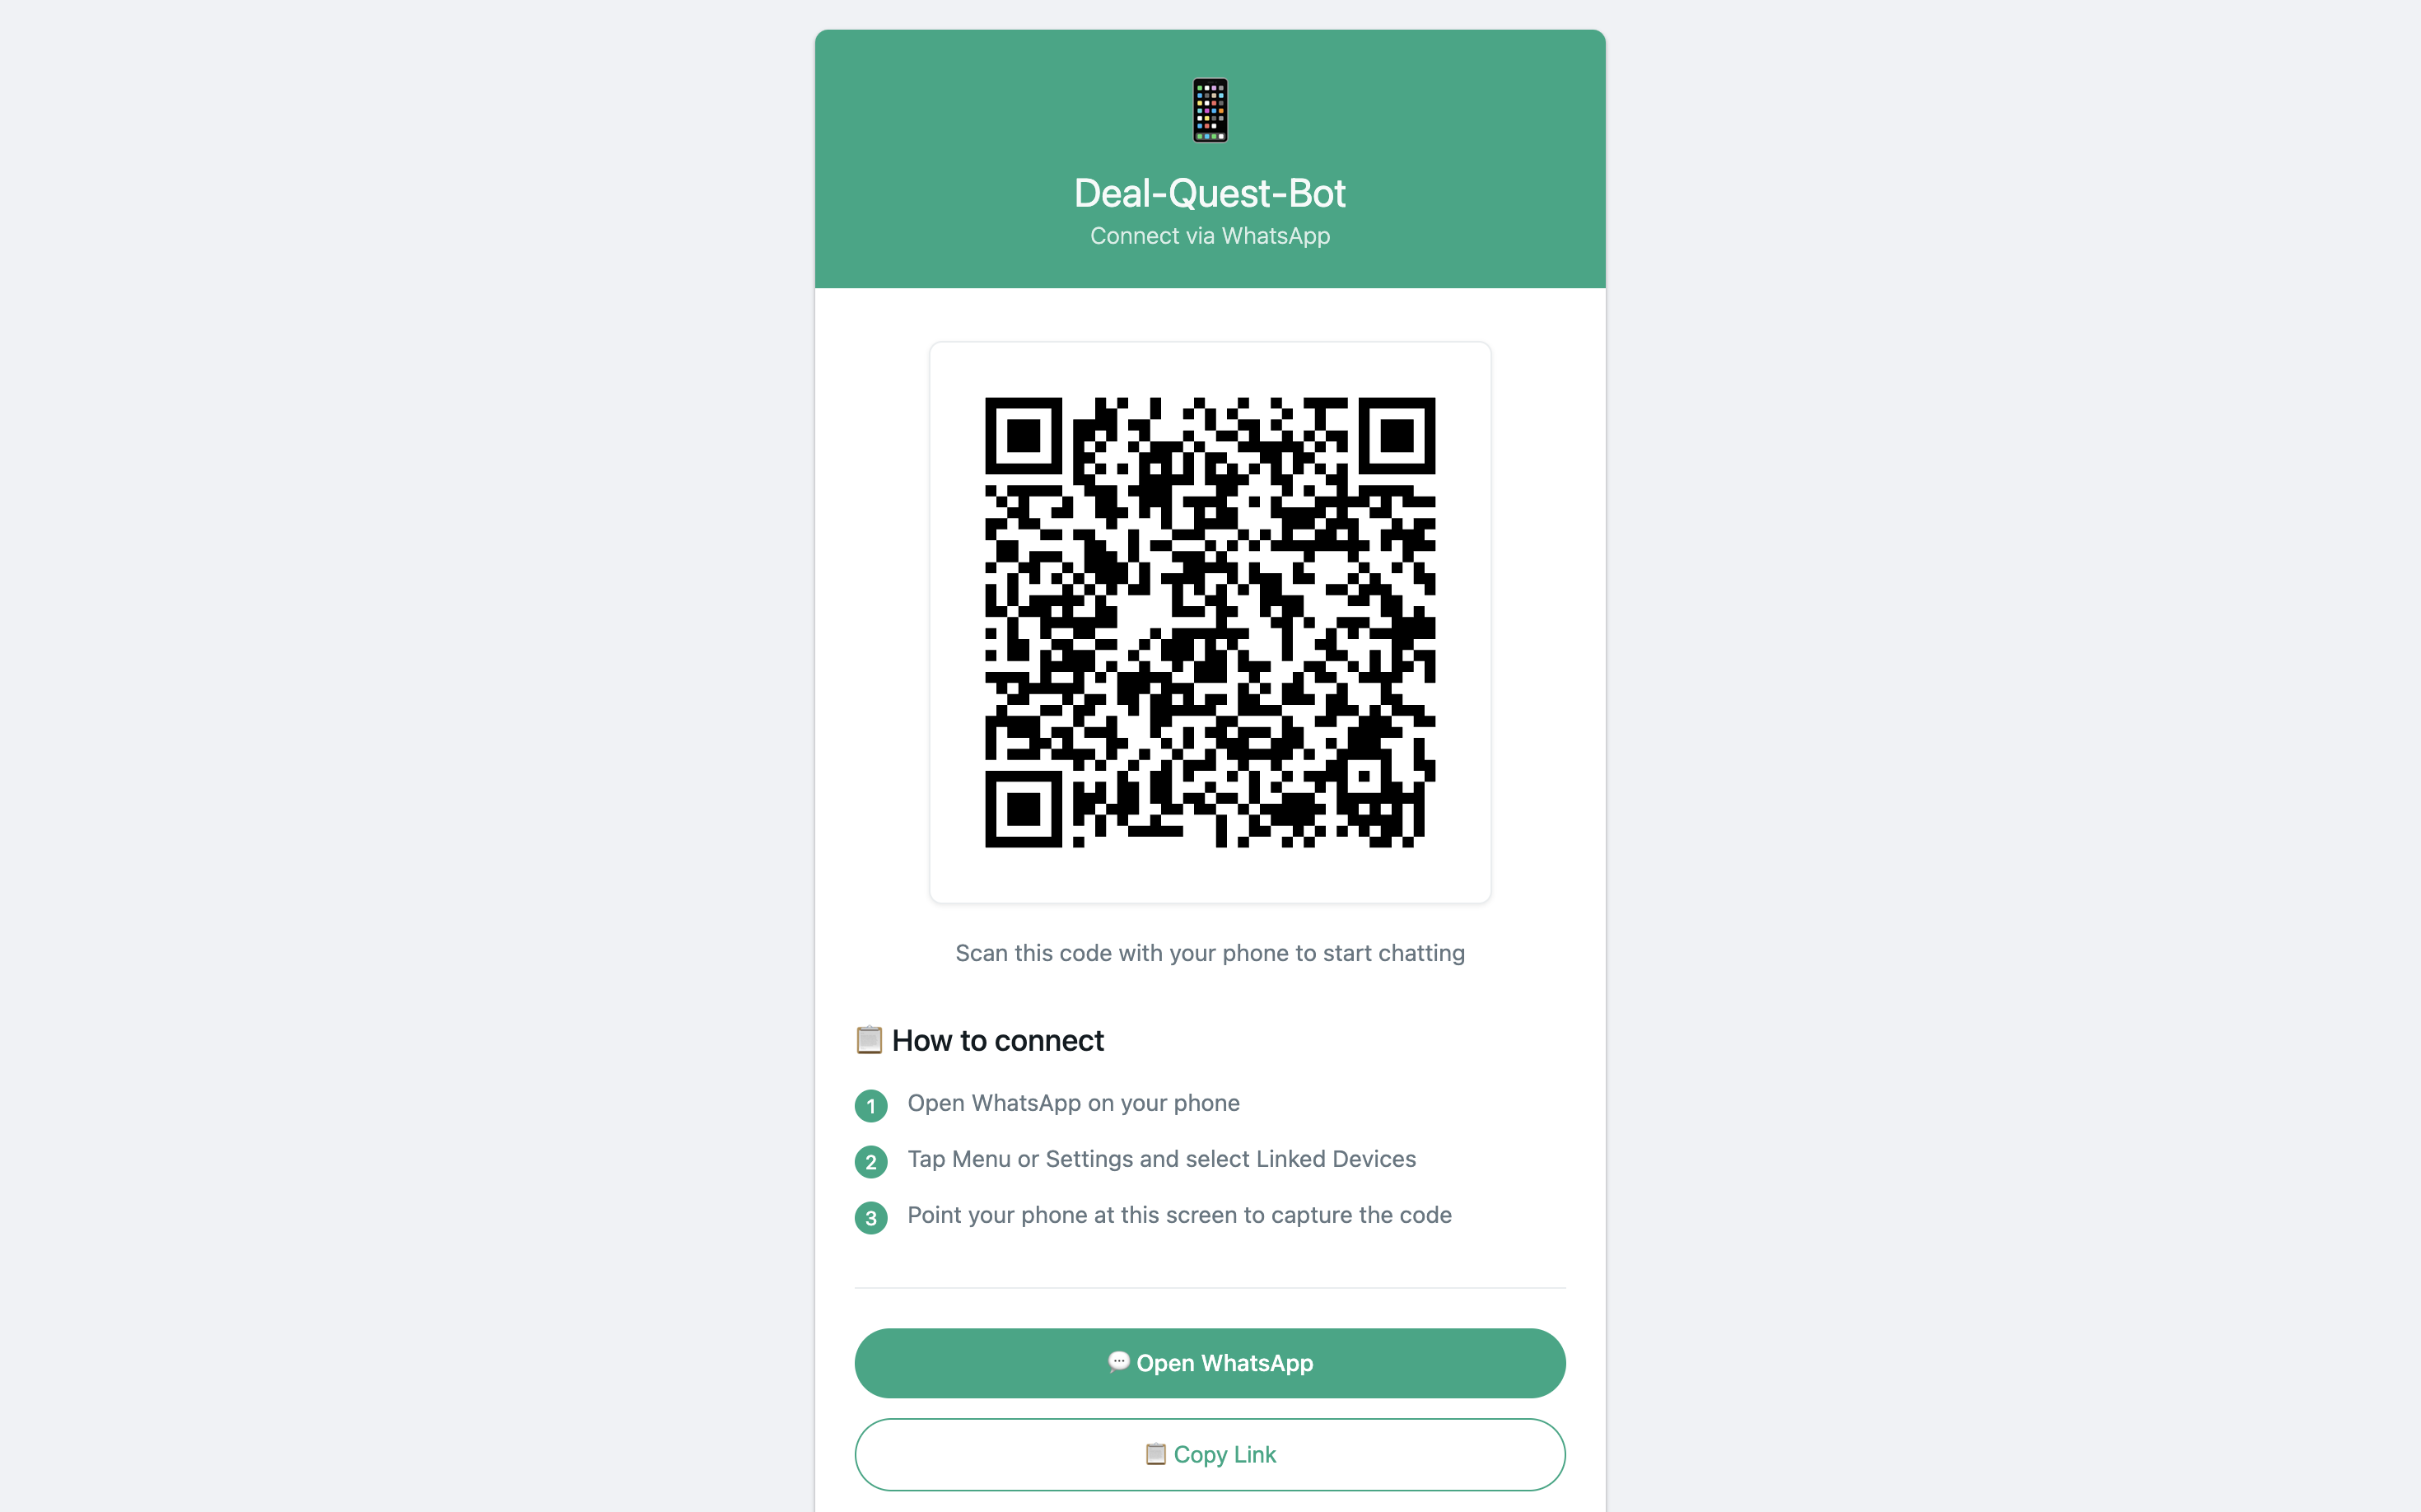 Deal-Quest-Bot
Connect via WhatsApp
Scan this code with your phone to start chatting
How to connect
1 Open WhatsApp on your phone
2 Tap Menu or Settings and select Linked Devices
3 Point your phone at this screen to capture the code
Open WhatsApp
Copy Link